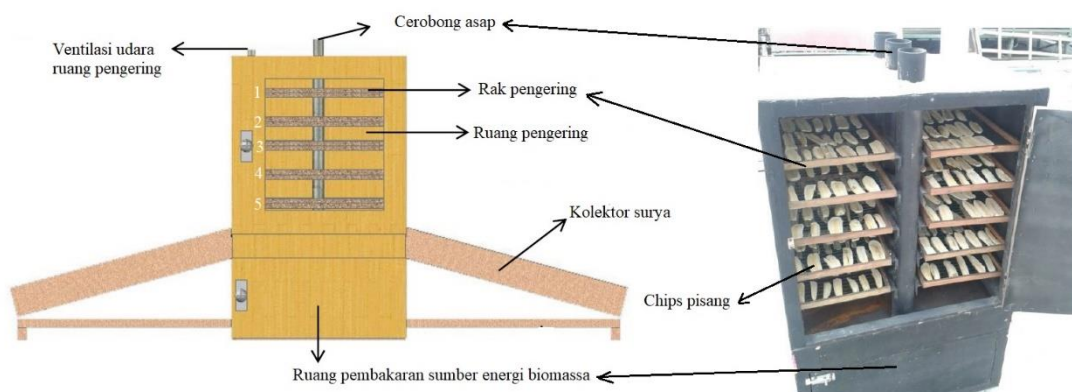 Cerobong asap
Ventilasi udara
ruang pengering
Rak pengering
Ruang pengering
1
2
3
4
5
Kolektor surya
Chips pisang
Ruang pembakaran sumber energi biomassa